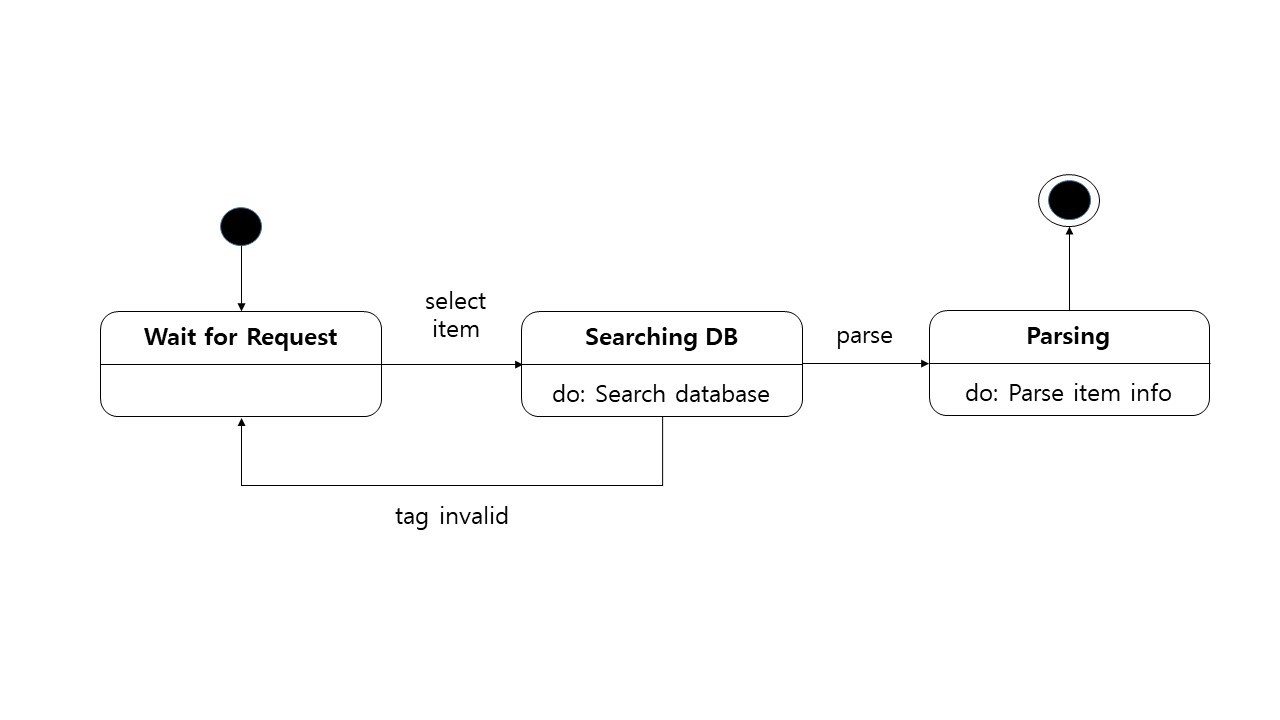 select
item
Wait for Request
Searching DB
do: Search database
parse
Parsing
do: Parse item info
tag invalid